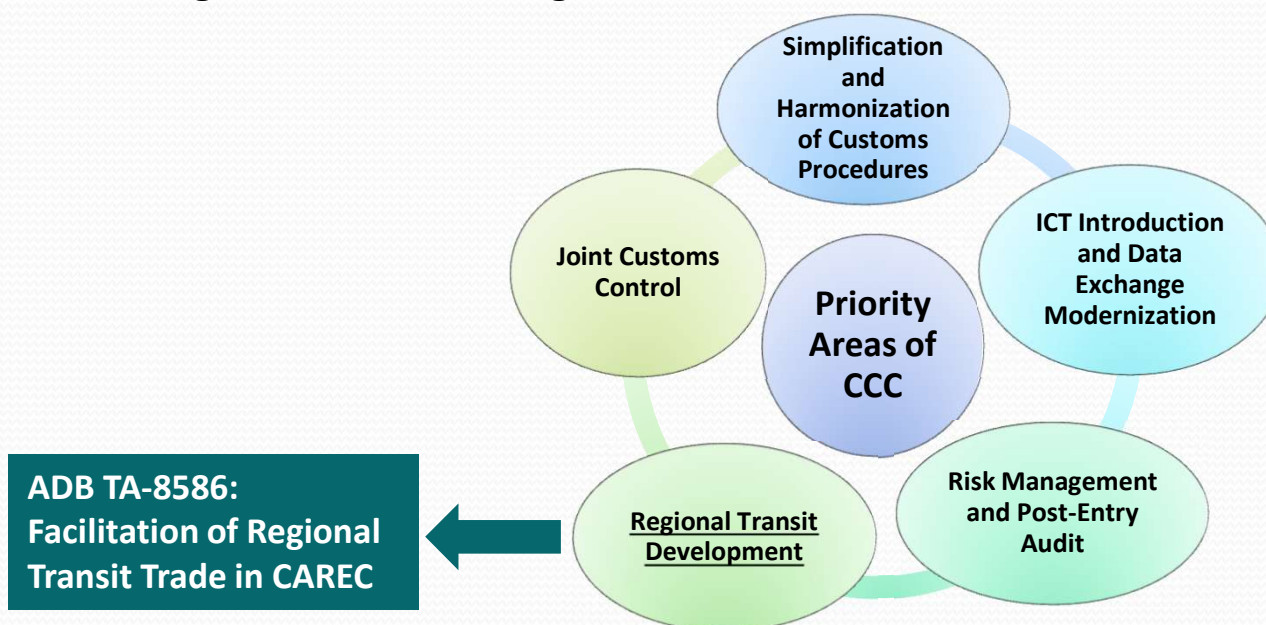 Simplification
and
Harmonization
of Customs
Procedures
ICT Introduction
and Data
Exchange
Modernization
Joint Customs
Control
Priority
Areas of
CCC
Risk Management
and Post-Entry
Audit
Regional Transit
Development
ADB TA-8586:
Facilitation of Regional
Transit Trade in CAREC